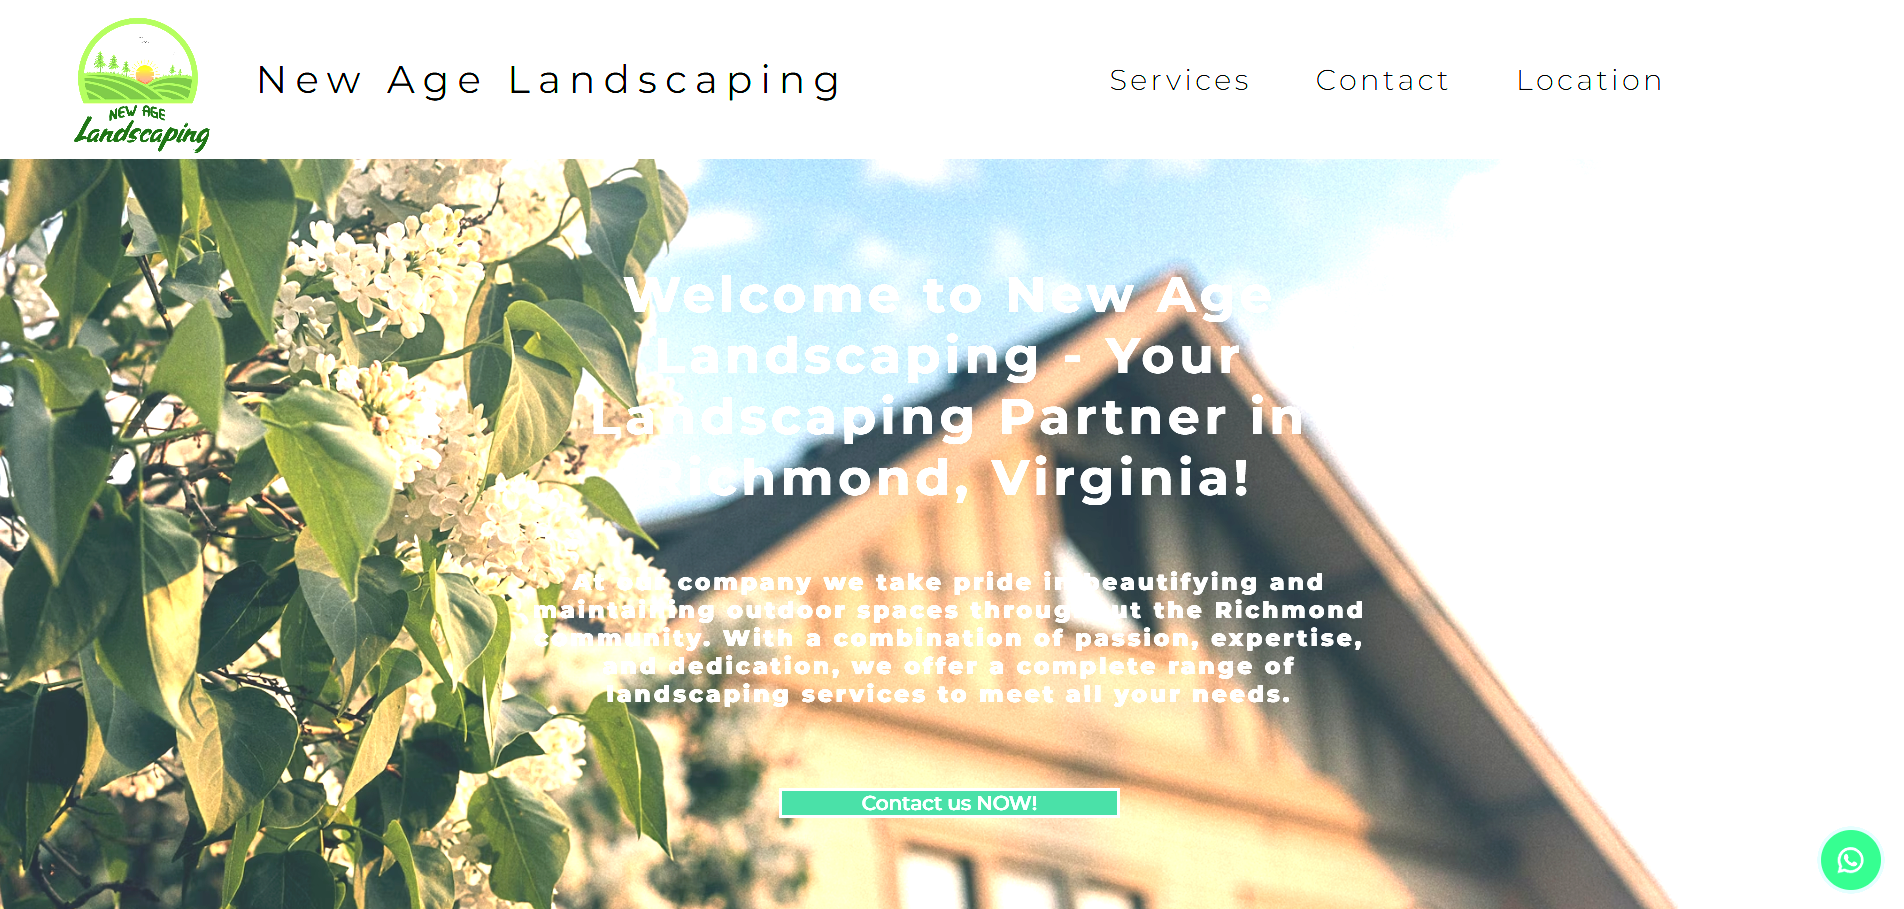 NEW AGE
Landscaping
New Age Landscaping
Services
Contact
Location
Welcome to New Age
Landscaping - Your
Landscaping Partner in
Richmond, Virginia!
At our company we take pride in beautifying and
maintaining outdoor spaces throughout the Richmond
community. With a combination of passion, expertise,
and dedication, we offer a complete range of
landscaping services to meet all your needs.
Contact us NOW!